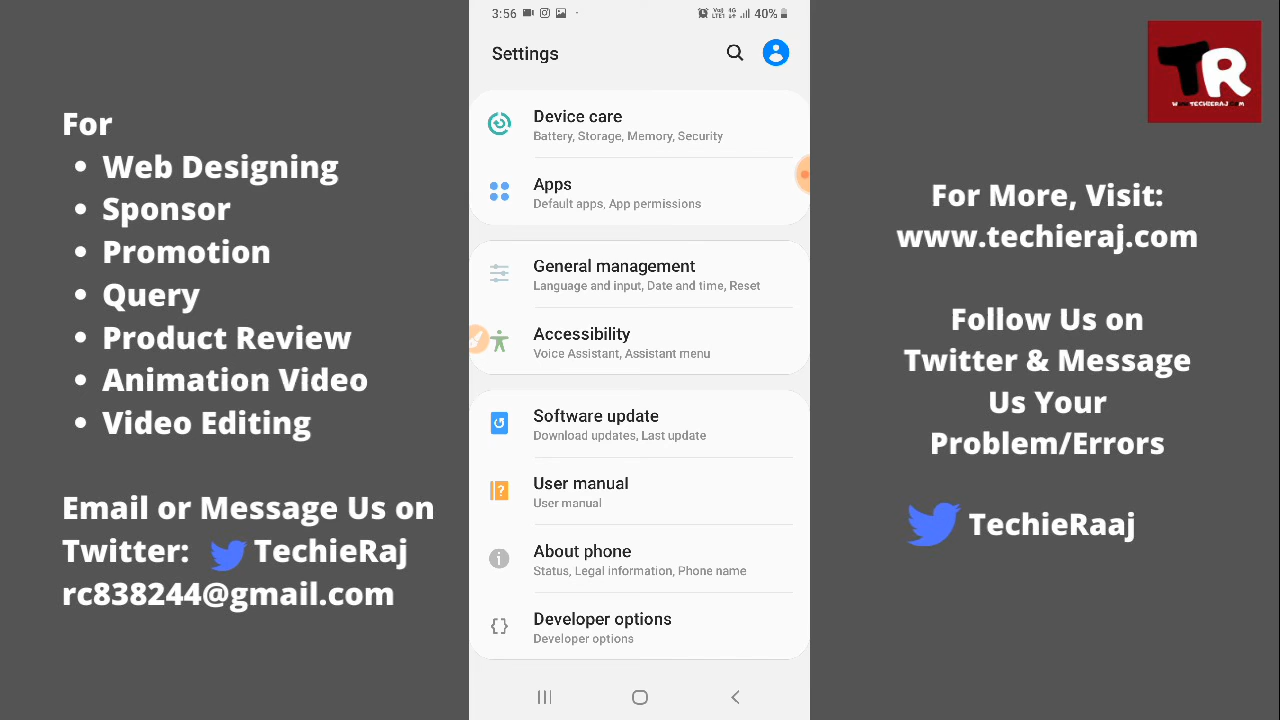 For
• Web Designing
• Sponsor
• Promotion
• Query
• Product Review
• Animation Video
• Video Editing
Email or Message Us on
Twitter: TechieRaj
rc838244@gmail.com
3:56
40%
Settings
Device care
Battery, Storage, Memory, Security
Apps
Default apps, App permissions
General management
Language and input, Date and time, Reset
Accessibility
Voice Assistant, Assistant menu
Software update
Download updates, Last update
User manual
User manual
About phone
Status, Legal information, Phone name
Developer options
Developer options
TR
WWW.TECHIERAJ.COM
For More, Visit:
www.techieraj.com
Follow Us on
Twitter & Message
Us Your
Problem/Errors
TechieRaaj